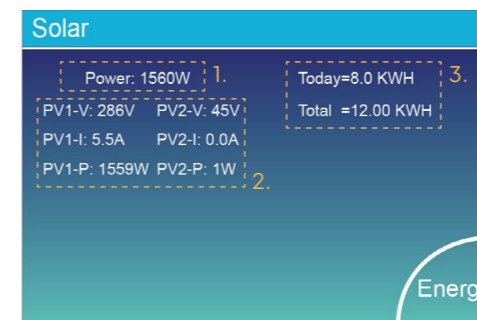 Solar
Power: 1560W 1.
PV1-V: 286V PV2-V: 45V
PV1-I: 5.5A PV2-I: 0.0A
PV1-P: 1559W PV2-P: 1W
2.
Today=8.0 KWH 3.
Total =12.00 KWH
Energ